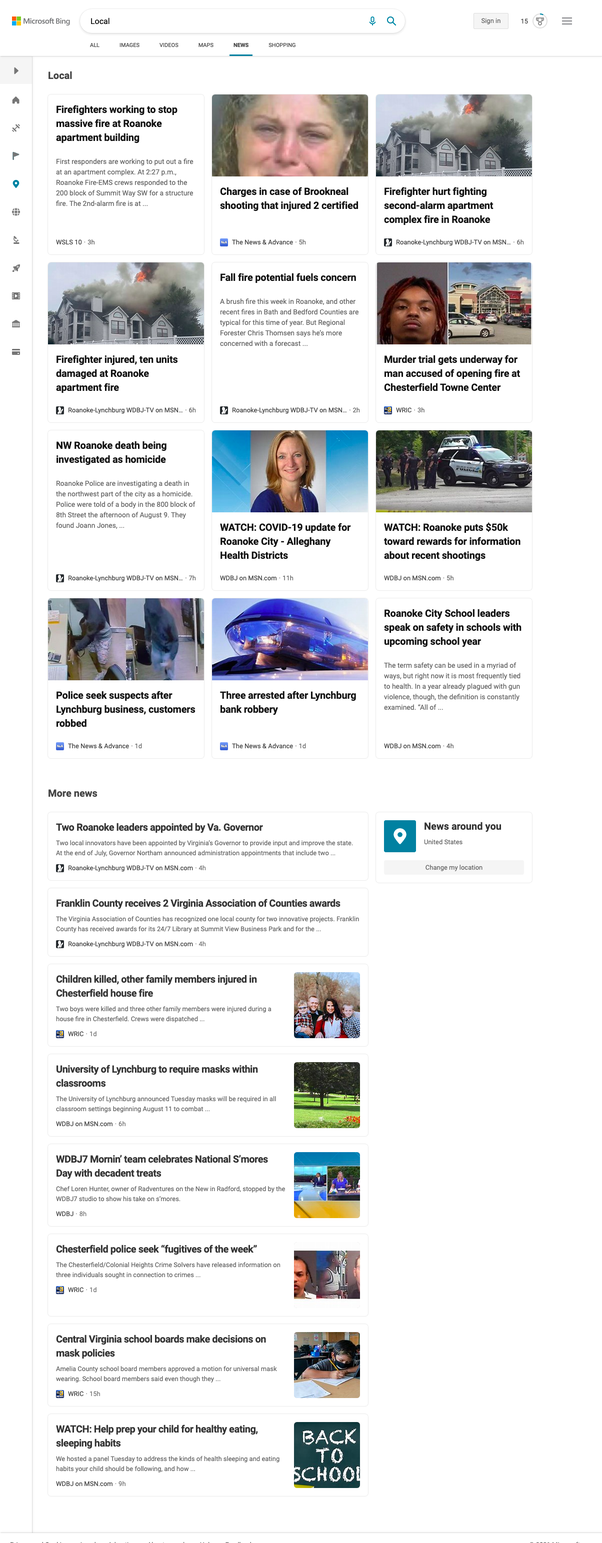 Microsoft Bing
Local
Sign in
15
ALL
IMAGES
VIDEOS
MAPS
NEWS
SHOPPING
Local
Firefighters working to stop
massive fire at Roanoke
apartment building
First responders are working to put out a fire
at an apartment complex. At 2:27 p.m.,
Roanoke Fire-EMS crews responded to the
200 block of Summit Way SW for a structure
fire. The 2nd-alarm fire is at ...
WSLS 10 · 3h
Charges in case of Brookneal
shooting that injured 2 certified
The News & Advance · 5h
Firefighter hurt fighting
second-alarm apartment
complex fire in Roanoke
Roanoke-Lynchburg WDBJ-TV on MSN... · 6h
Firefighter injured, ten units
damaged at Roanoke
apartment fire
Roanoke-Lynchburg WDBJ-TV on MSN... · 6h
Fall fire potential fuels concern
A brush fire this week in Roanoke, and other
recent fires in Bath and Bedford Counties are
typical for this time of year. But Regional
Forester Chris Thomsen says he's more
concerned with a forecast ...
Roanoke-Lynchburg WDBJ-TV on MSN... · 2h
Murder trial gets underway for
man accused of opening fire at
Chesterfield Towne Center
WRIC · 3h
NW Roanoke death being
investigated as homicide
Roanoke Police are investigating a death in
the northwest part of the city as a homicide.
Police were told of a body in the 800 block of
8th Street the afternoon of August 9. They
found Joann Jones, ...
Roanoke-Lynchburg WDBJ-TV on MSN... · 7h
WATCH: COVID-19 update for
Roanoke City - Alleghany
Health Districts
WDBJ on MSN.com · 11h
POLICE
WATCH: Roanoke puts $50k
toward rewards for information
about recent shootings
WDBJ on MSN.com · 5h
Police seek suspects after
Lynchburg business, customers
robbed
The News & Advance · 1d
Three arrested after Lynchburg
bank robbery
The News & Advance · 1d
Roanoke City School leaders
speak on safety in schools with
upcoming school year
The term safety can be used in a myriad of
ways, but right now it is most frequently tied
to health. In a year already plagued with gun
violence, though, the definition is constantly
examined. "All of ...
WDBJ on MSN.com · 4h
More news
Two Roanoke leaders appointed by Va. Governor
Two local innovators have been appointed by Virginia's Governor to provide input and improve the state.
At the end of July, Governor Northam announced administration appointments that include two ...
Roanoke-Lynchburg WDBJ-TV on MSN.com · 4h
News around you
United States
Change my location
Franklin County receives 2 Virginia Association of Counties awards
The Virginia Association of Counties has recognized one local county for two innovative projects. Franklin
County has received awards for its 24/7 Library at Summit View Business Park and for the ...
Roanoke-Lynchburg WDBJ-TV on MSN.com · 4h
Children killed, other family members injured in
Chesterfield house fire
Two boys were killed and three other family members were injured during a
house fire in Chesterfield. Crews were dispatched ...
WRIC · 1d
University of Lynchburg to require masks within
classrooms
The University of Lynchburg announced Tuesday masks will be required in all
classroom settings beginning August 11 to combat ...
WDBJ on MSN.com · 6h
WDBJ7 Mornin' team celebrates National S'mores
Day with decadent treats
Chef Loren Hunter, owner of Radventures on the New in Radford, stopped by the
WDBJ7 studio to show his take on s'mores.
WDBJ · 8h
Chesterfield police seek "fugitives of the week"
The Chesterfield/Colonial Heights Crime Solvers have released information on
three individuals sought in connection to crimes ...
WRIC · 1d
Central Virginia school boards make decisions on
mask policies
Amelia County school board members approved a motion for universal mask
wearing. School board members said even though they ...
WRIC · 15h
WATCH: Help prep your child for healthy eating,
sleeping habits
We hosted a panel Tuesday to address the kinds of health sleeping and eating
habits your child should be following, and how ...
WDBJ on MSN.com · 9h
BACK
TO
SCHOOL